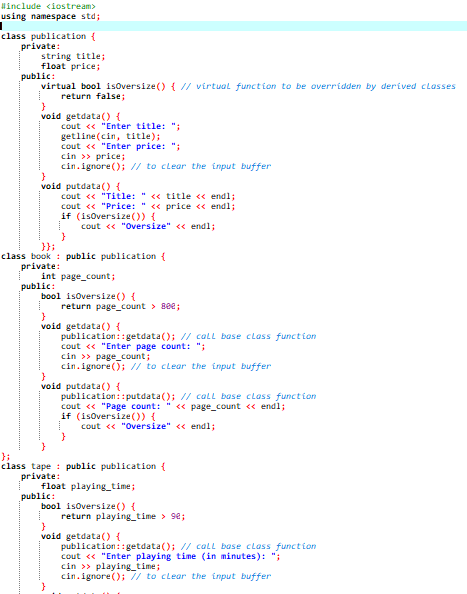 #include <iostream>
using namespace std;
class publication {
private:
string title;
float price;
public:
virtual bool isOversize() { // virtual function to be overridden by derived classes
return false;
}
void getdata() {
cout << "Enter title: ";
getline(cin, title);
cout << "Enter price: ";
cin >> price;
cin.ignore(); // to clear the input buffer
}
void putdata() {
cout << "Title: " << title << endl;
cout << "Price: " << price << endl;
if (isOversize()) {
cout << "Oversize" << endl;
}
}};
class book : public publication {
private:
int page_count;
public:
bool isOversize() {
return page_count > 800;
}
void getdata() {
publication::getdata(); // call base class function
cout << "Enter page count: ";
cin >> page_count;
cin.ignore(); // to clear the input buffer
}
void putdata() {
publication::putdata(); // call base class function
cout << "Page count: " << page_count << endl;
if (isOversize()) {
cout << "Oversize" << endl;
}
}
};
class tape : public publication {
private:
float playing_time;
public:
bool isOversize() {
return playing_time > 90;
}
void getdata() {
publication::getdata(); // call base class function
cout << "Enter playing time (in minutes): ";
cin >> playing_time;
cin.ignore(); // to clear the input buffer
}